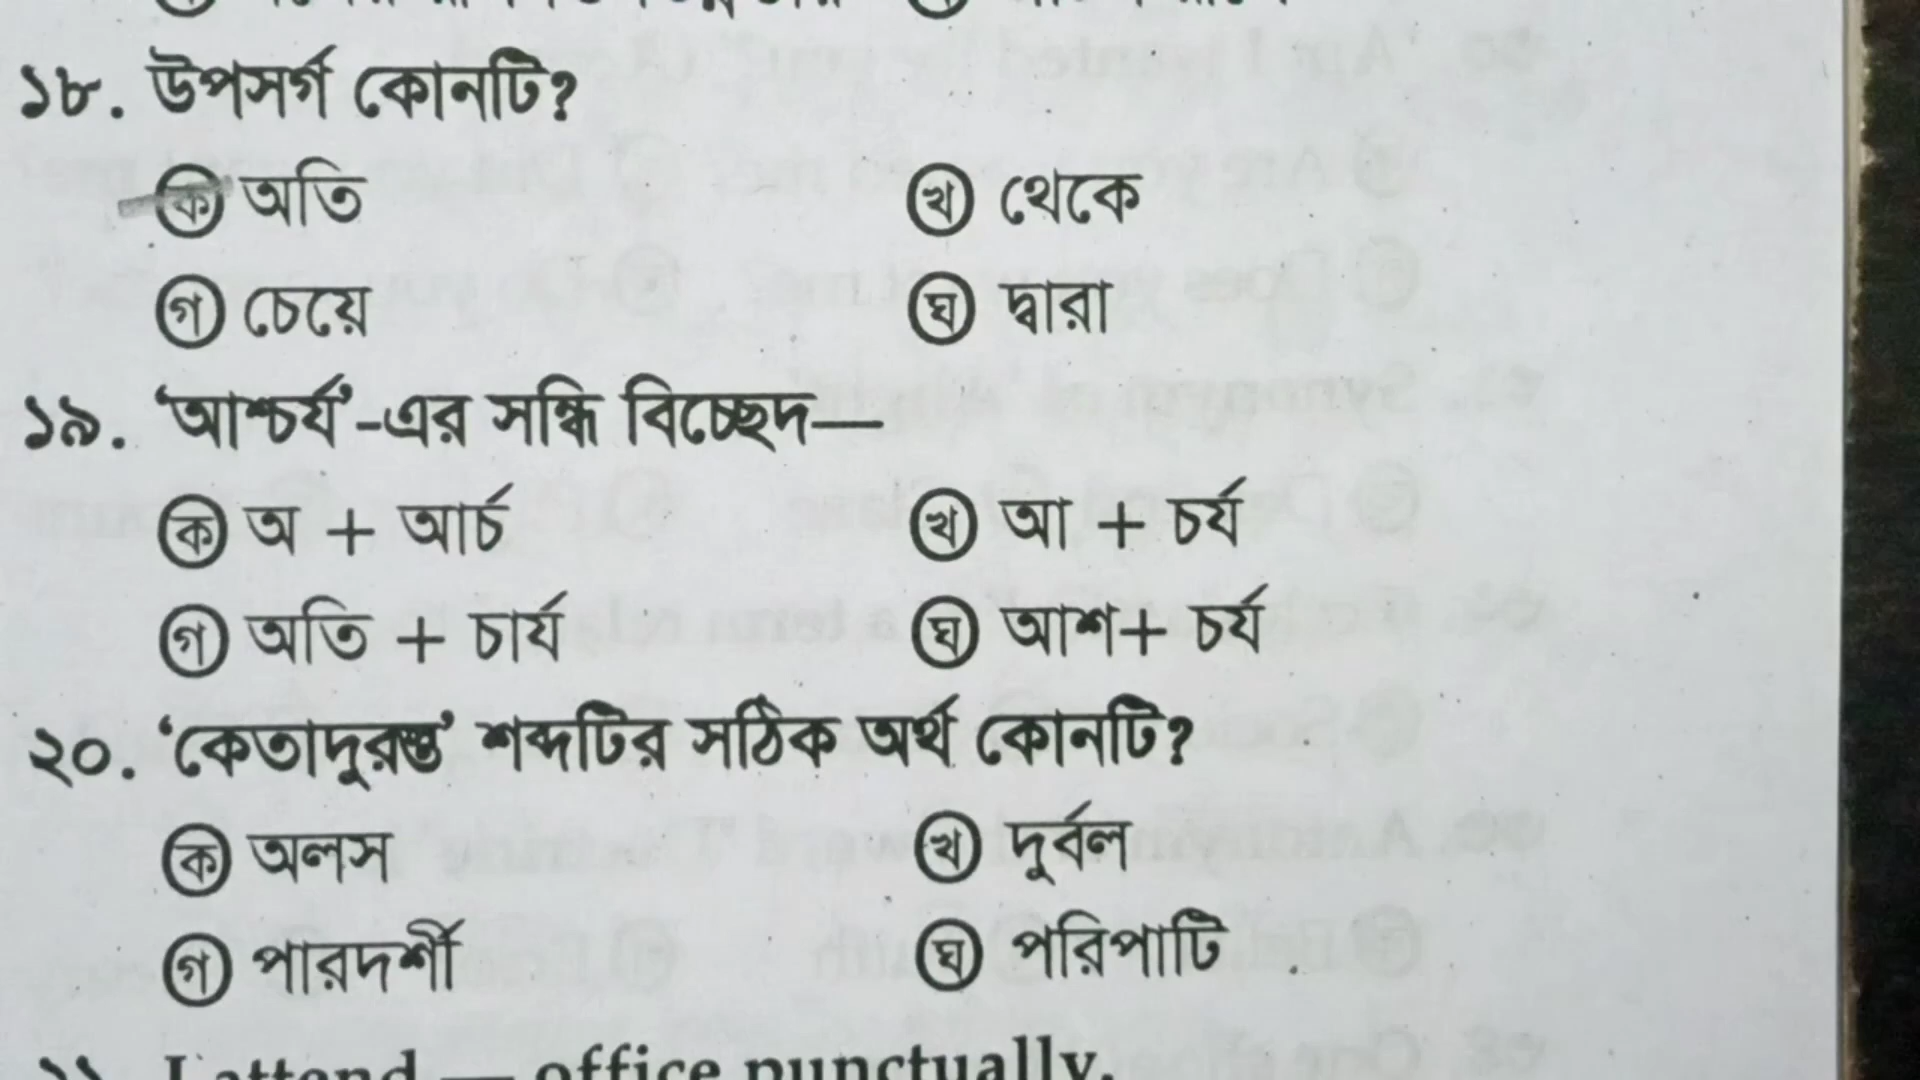 ১৮. উপসর্গ কোনটি?
ক অতি খ থেকে
গ চেয়ে ঘ দ্বারা
১৯. ‘আশ্চর্য’-এর সন্ধি বিচ্ছেদ—
ক অ + আর্চ খ আ + চর্য
গ অতি + চার্য ঘ আশ+ চর্য
২০. ‘কেতাদুরস্ত’ শব্দটির সঠিক অর্থ কোনটি?
ক অলস খ দুর্বল
গ পারদর্শী ঘ পরিপাটি
I attend — office punctually.